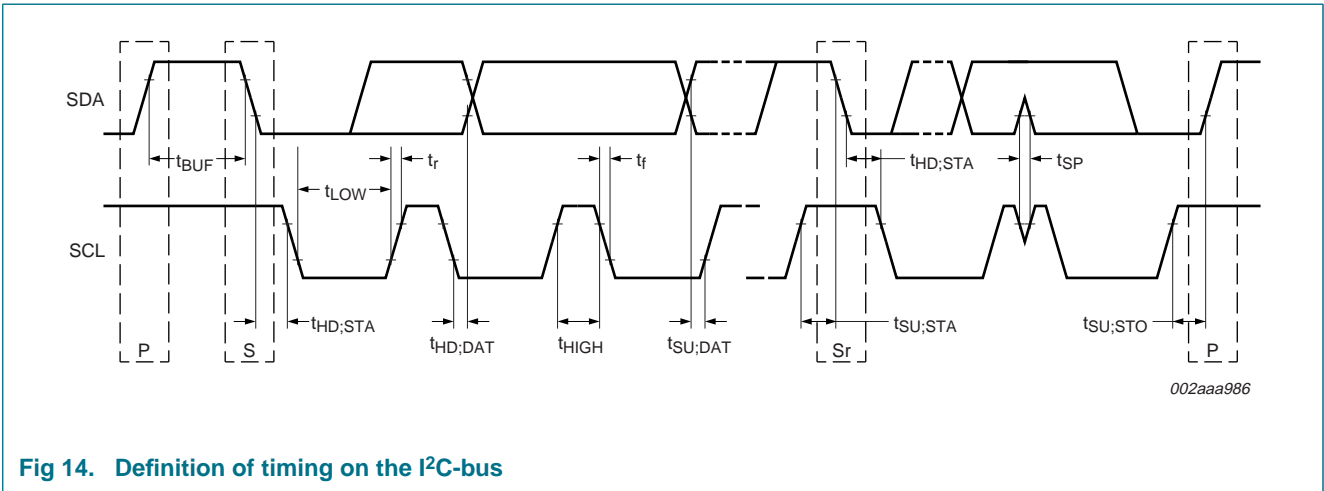 SDA
tBUF
tr
tf
tHD;STA
tSP
tLOW
SCL
tHD;STA
tHD;DAT
tHIGH
tSU;DAT
tSU;STA
tSU;STO
P
S
Sr
P
002aaa986
Fig 14. Definition of timing on the I²C-bus